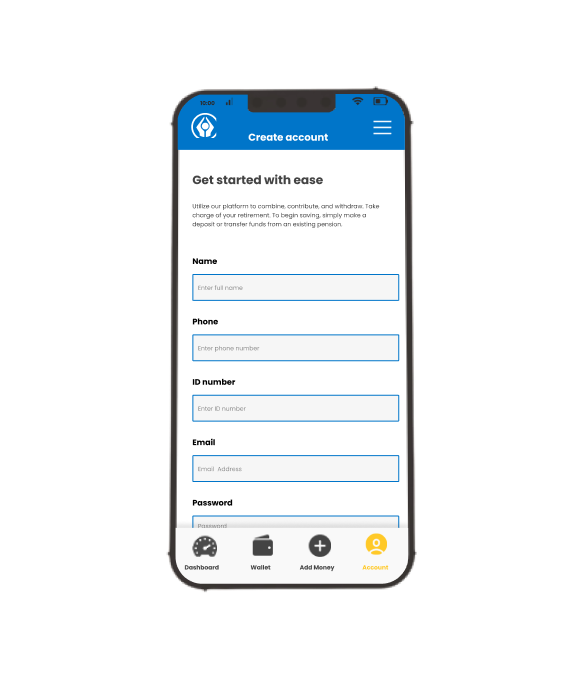 10:00
Create account
Get started with ease
Utilize our platform to combine, contribute, and withdraw. Take
charge of your retirement. To begin saving, simply make a
deposit or transfer funds from an existing pension.
Name
Enter full name
Phone
Enter phone number
ID number
Enter ID number
Email
Email Address
Password
Password
Dashboard Wallet Add Money Account